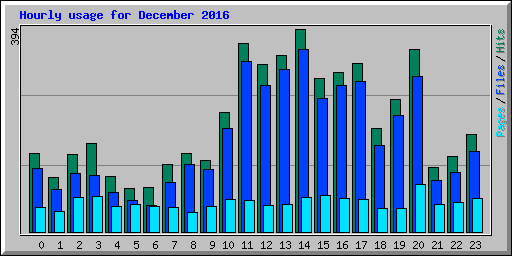 Hourly usage for December 2016
394
Pages/Files/Hits
0 1 2 3 4 5 6 7 8 9 10 11 12 13 14 15 16 17 18 19 20 21 22 23